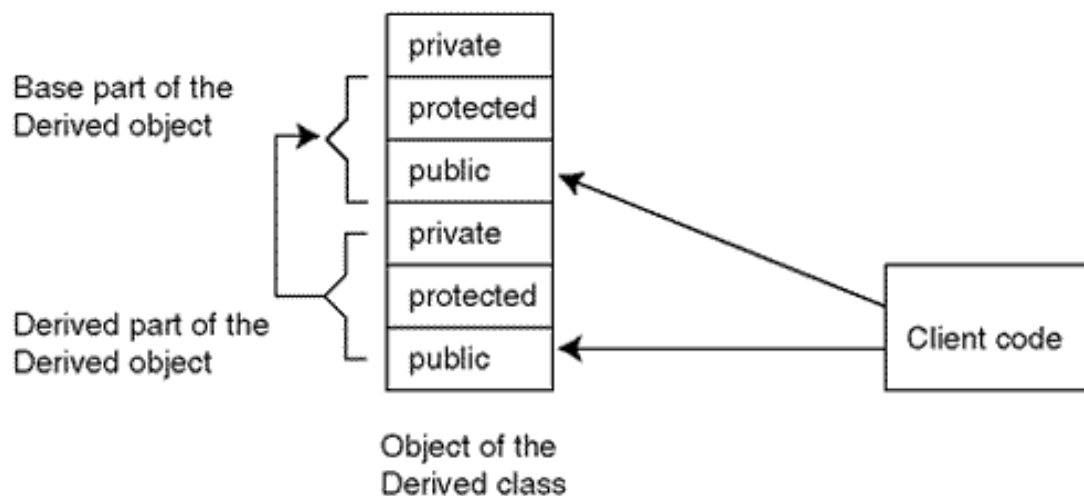 private
Base part of the
Derived object
protected
public
private
protected
Derived part of the
Derived object
public
Client code
Object of the
Derived class